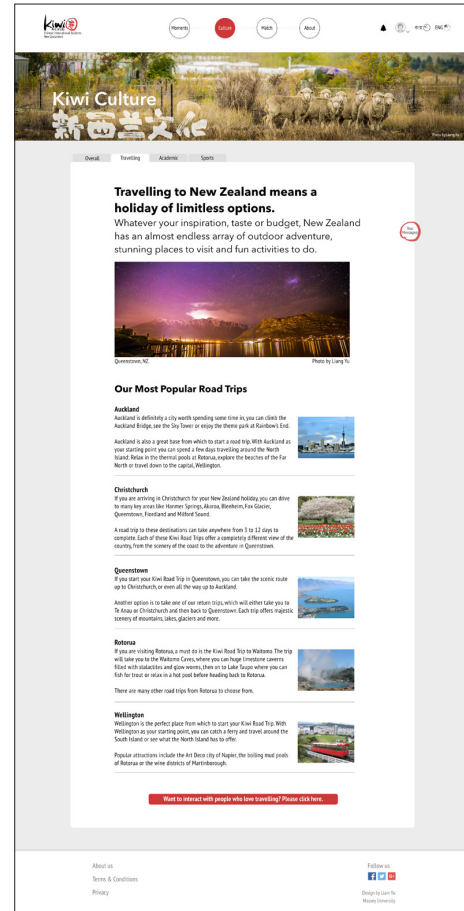 Kiwi
Chinese International Students
New Zealanders
Moments
Culture
Match
About
中文
ENG
Kiwi Culture
新西兰文化
Photo by Liang Yu
Overall
Travelling
Academic
Sports
Travelling to New Zealand means a
holiday of limitless options.
Whatever your inspiration, taste or budget, New Zealand
has an almost endless array of outdoor adventure,
stunning places to visit and fun activities to do.
Your
Messages
Queenstown, NZ.
Photo by Liang Yu
Our Most Popular Road Trips
Auckland
Auckland is definitely a city worth spending some time in, you can climb the
Auckland Bridge, see the Sky Tower or enjoy the theme park at Rainbow's End.
Auckland is also a great base from which to start a road trip. With Auckland as
your starting point you can spend a few days travelling around the North
Island: Relax in the thermal pools at Rotorua, explore the beaches of the Far
North or travel down to the capital, Wellington.
Christchurch
If you are arriving in Christchurch for your New Zealand holiday, you can drive
to many key areas like Hanmer Springs, Akaroa, Blenheim, Fox Glacier,
Queenstown, Fiordland and Milford Sound.
A road trip to these destinations can take anywhere from 3 to 12 days to
complete. Each of these Kiwi Road Trips offer a completely different view of the
country, from the scenery of the coast to the adventure in Queenstown.
Queenstown
If you start your Kiwi Road Trip in Queenstown, you can take the scenic route
up to Christchurch, or even all the way up to Auckland.
Another option is to take one of our return trips, which will either take you to
Te Anau or Christchurch and then back to Queenstown. Each trip offers majestic
scenery of mountains, lakes, glaciers and more.
Rotorua
If you are visiting Rotorua, a must do is the Kiwi Road Trip to Waitomo. The trip
will take you to the Waitomo Caves, where you can huge limestone caverns
filled with stalactites and glow worms, then on to Lake Taupo where you can
fish for trout or relax in a hot pool before heading back to Rotorua.
There are many other road trips from Rotorua to choose from.
Wellington
Wellington is the perfect place from which to start your Kiwi Road Trip. With
Wellington as your starting point, you can catch a ferry and travel around the
South Island or see what the North Island has to offer.
Popular attractions include the Art Deco city of Napier, the boiling mud pools
of Rotorua or the wine districts of Martinborough.
Want to interact with people who love travelling? Please click here.
About us
Terms & Conditions
Privacy
Follow us
Design by Liam Yu
Massey University